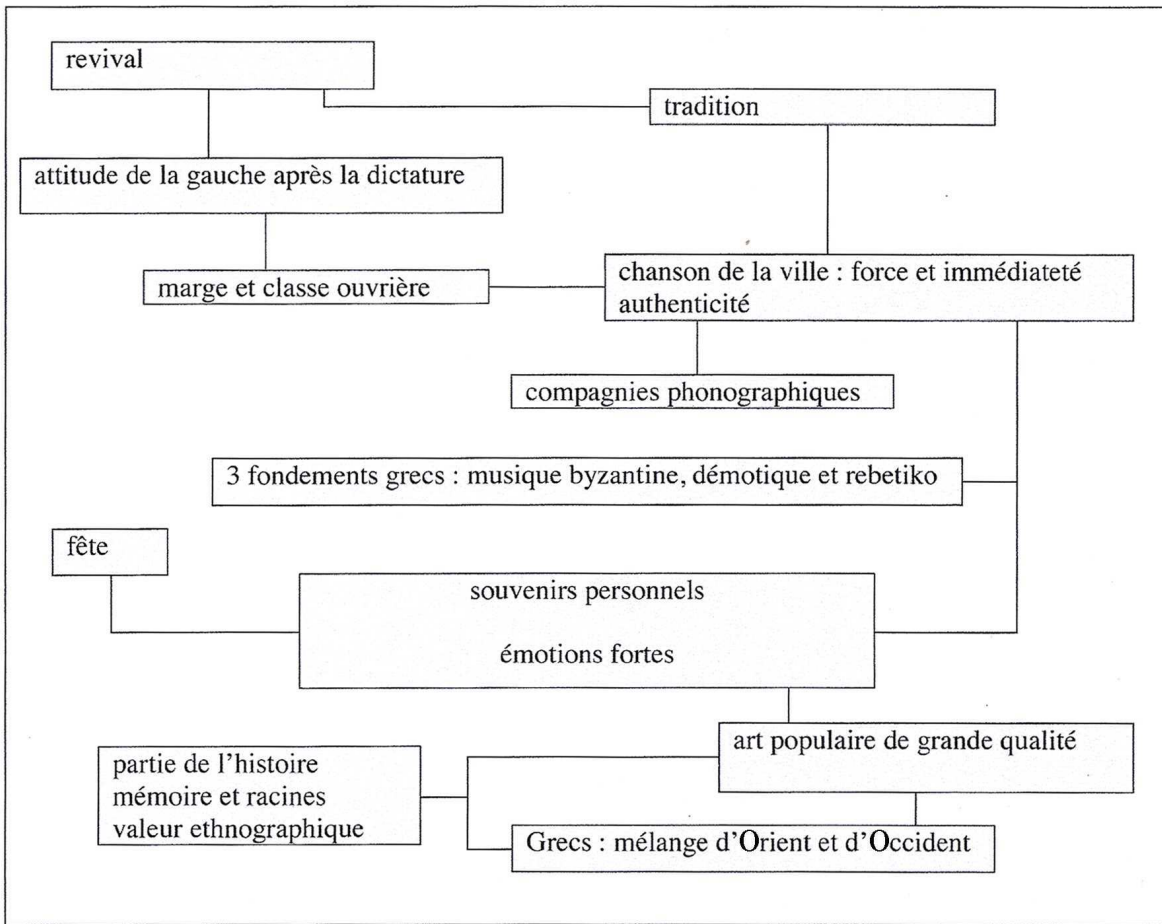 revival
tradition
attitude de la gauche après la dictature
marge et classe ouvrière
chanson de la ville : force et immédiateté
authenticité
compagnies phonographiques
3 fondements grecs : musique byzantine, démotique et rebetiko
fête
souvenirs personnels
émotions fortes
art populaire de grande qualité
partie de l'histoire
mémoire et racines
valeur ethnographique
Grecs : mélange d'Orient et d'Occident